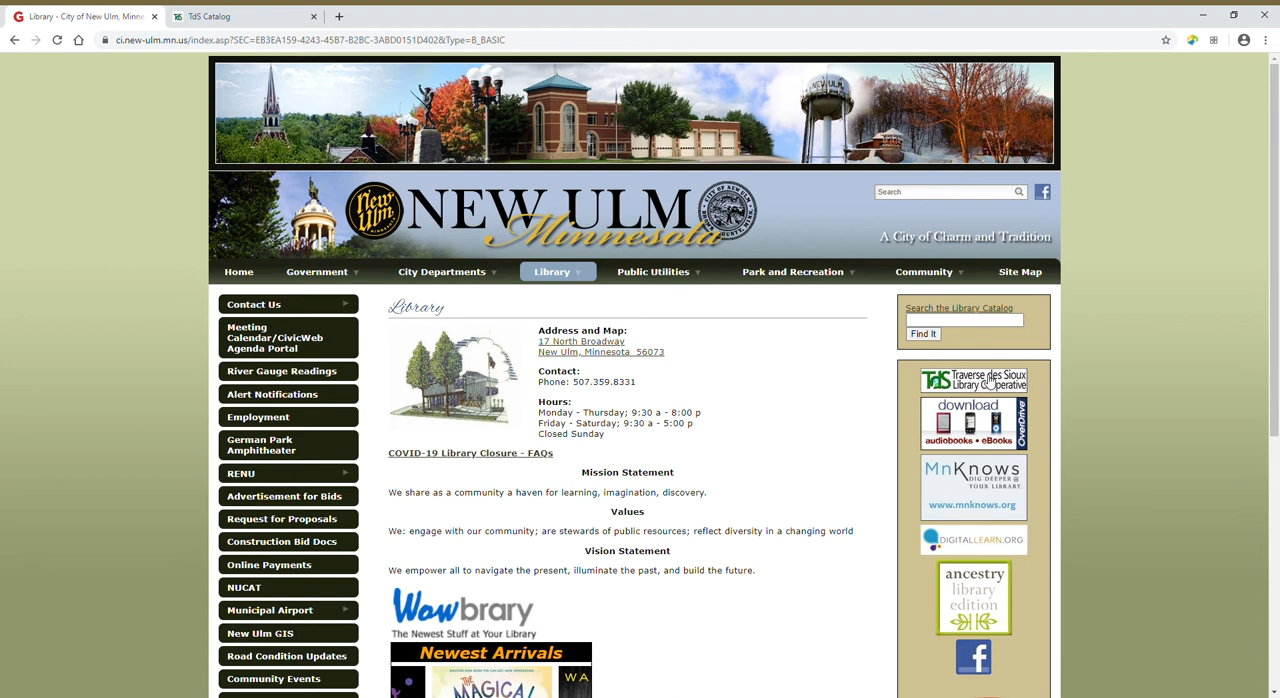 Library - City of New Ulm, Minne
TdS Catalog
ci.new-ulm.mn.us/index.asp?SEC=EB3EA159-4243-45B7-B2BC-3ABD0151D402&Type=B_BASIC
NEW ULM
New Ulm
NEW ULM
Minnesota
Search
A City of Charm and Tradition
Home
Government
City Departments
Library
Public Utilities
Park and Recreation
Community
Site Map
Contact Us
Meeting
Calendar/CivicWeb
Agenda Portal
River Gauge Readings
Alert Notifications
Employment
German Park
Amphitheater
RENU
Advertisement for Bids
Request for Proposals
Construction Bid Docs
Online Payments
NUCAT
Municipal Airport
New Ulm GIS
Road Condition Updates
Community Events
Library
Address and Map:
17 North Broadway
New Ulm, Minnesota 56073
Contact:
Phone: 507.359.8331
Hours:
Monday - Thursday; 9:30 a - 8:00 p
Friday - Saturday; 9:30 a - 5:00 p
Closed Sunday
COVID-19 Library Closure - FAQs
Mission Statement
We share as a community a haven for learning, imagination, discovery.
Values
We: engage with our community; are stewards of public resources; reflect diversity in a changing world
Vision Statement
We empower all to navigate the present, illuminate the past, and build the future.
Wowbrary
The Newest Stuff at Your Library
Newest Arrivals
THE
MAGICAL
WA
Search the Library Catalog
Find It
TdS Traverse des Sioux
Library Cooperative
download
audiobooks • eBooks
OverDrive
MnKnows
DIG DEEPER @
YOUR LIBRARY.
www.mnknows.org
DIGITALLEARN.ORG
ancestry
library
edition